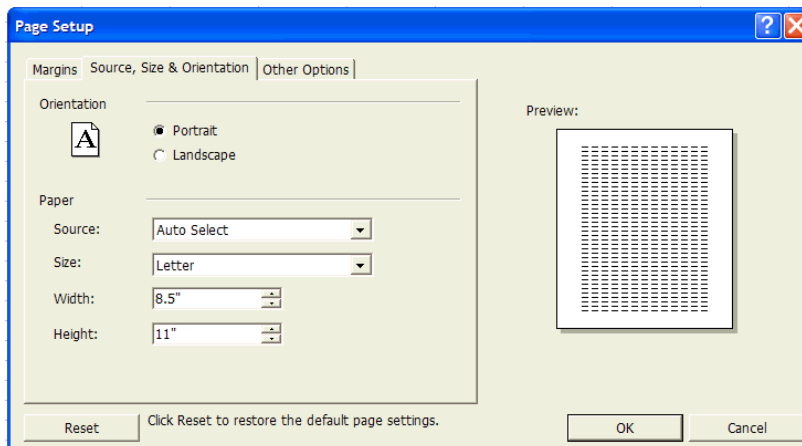 Page Setup
Margins
Source, Size & Orientation
Other Options
Orientation
A
Portrait
Landscape
Paper
Source:
Auto Select
Size:
Letter
Width:
8.5"
Height:
11"
Preview:
Reset
Click Reset to restore the default page settings.
OK
Cancel